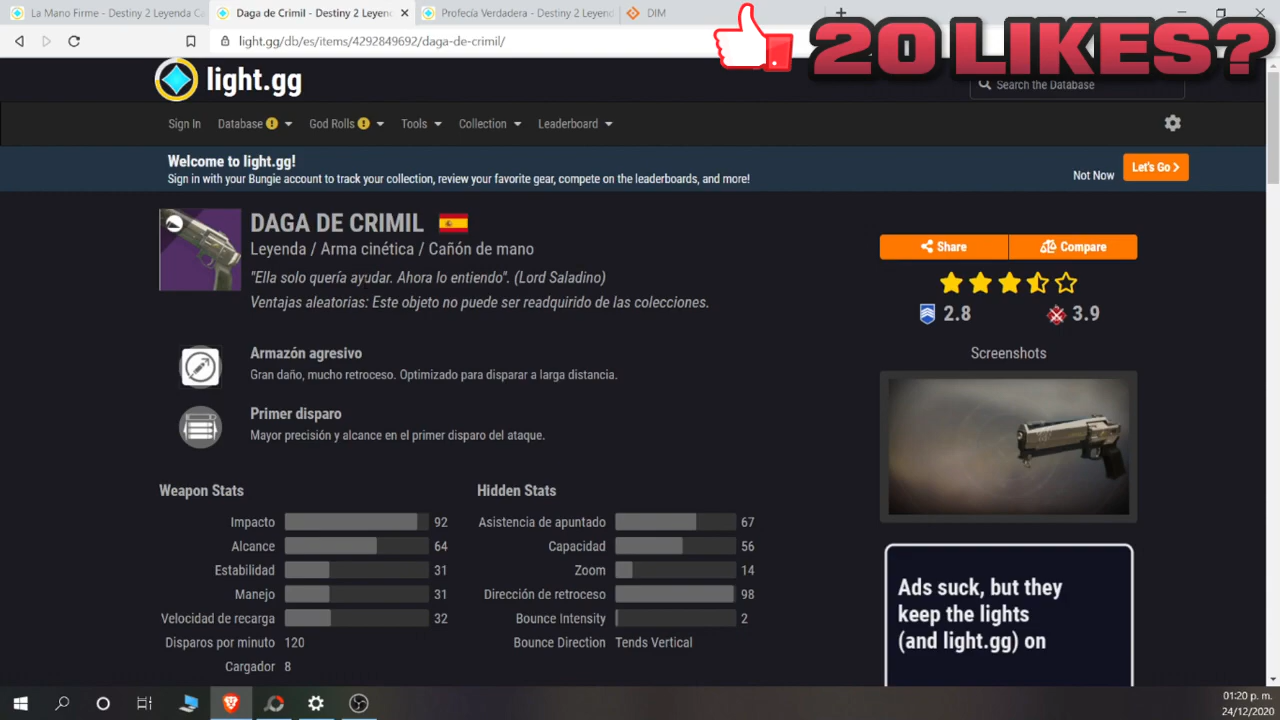 La Mano Firme - Destiny 2 Leyenda Ca
Daga de Crimil - Destiny 2 Leyend
Profecía Verdadera - Destiny 2 Leyend
DIM
light.gg/db/es/items/4292849692/daga-de-crimil/
20 LIKES?
light.gg
Search the Database
Sign In
Database
God Rolls
Tools
Collection
Leaderboard
Welcome to light.gg!
Sign in with your Bungie account to track your collection, review your favorite gear, compete on the leaderboards, and more!
Not Now
Let's Go
DAGA DE CRIMIL
Leyenda / Arma cinética / Cañón de mano
"Ella solo quería ayudar. Ahora lo entiendo". (Lord Saladino)
Ventajas aleatorias: Este objeto no puede ser readquirido de las colecciones.
Share
Compare
2.8
3.9
Armazón agresivo
Gran daño, mucho retroceso. Optimizado para disparar a larga distancia.
Primer disparo
Mayor precisión y alcance en el primer disparo del ataque.
Screenshots
Weapon Stats
Impacto 92
Alcance 64
Estabilidad 31
Manejo 31
Velocidad de recarga 32
Disparos por minuto 120
Cargador 8
Hidden Stats
Asistencia de apuntado 67
Capacidad 56
Zoom 14
Dirección de retroceso 98
Bounce Intensity 2
Bounce Direction Tends Vertical
Ads suck, but they
keep the lights
(and light.gg) on
01:20 p. m.
24/12/2020